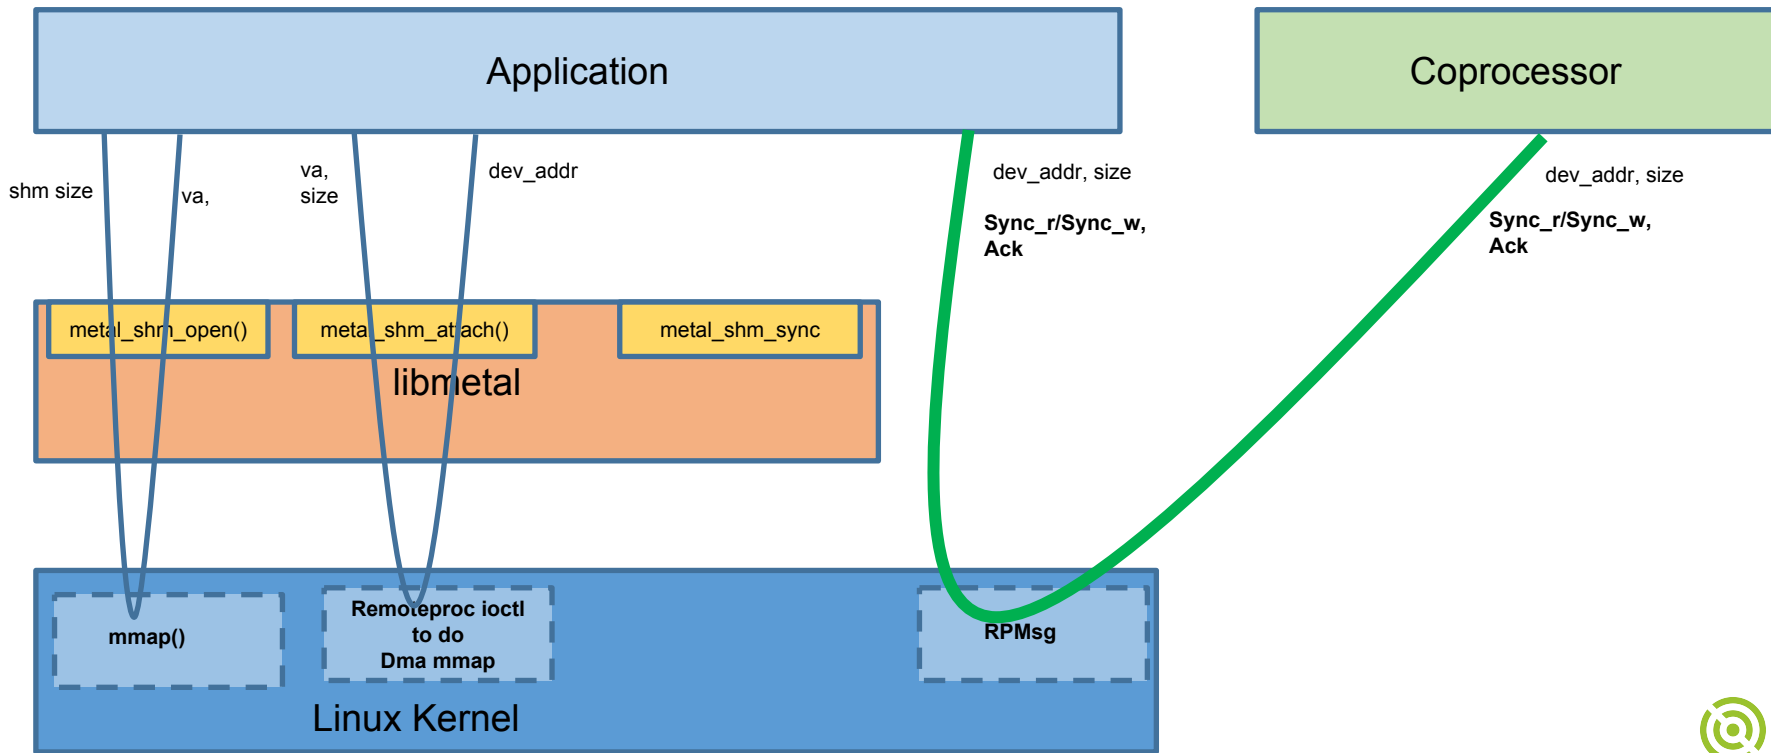 Application
Coprocessor
shm size
va,
va,
size
dev_addr
dev_addr, size
Sync_r/Sync_w,
Ack
dev_addr, size
Sync_r/Sync_w,
Ack
metal_shm_open()
metal_shm_attach()
metal_shm_sync
libmetal
mmap()
Remoteproc ioctl
to do
Dma mmap
RPMsg
Linux Kernel